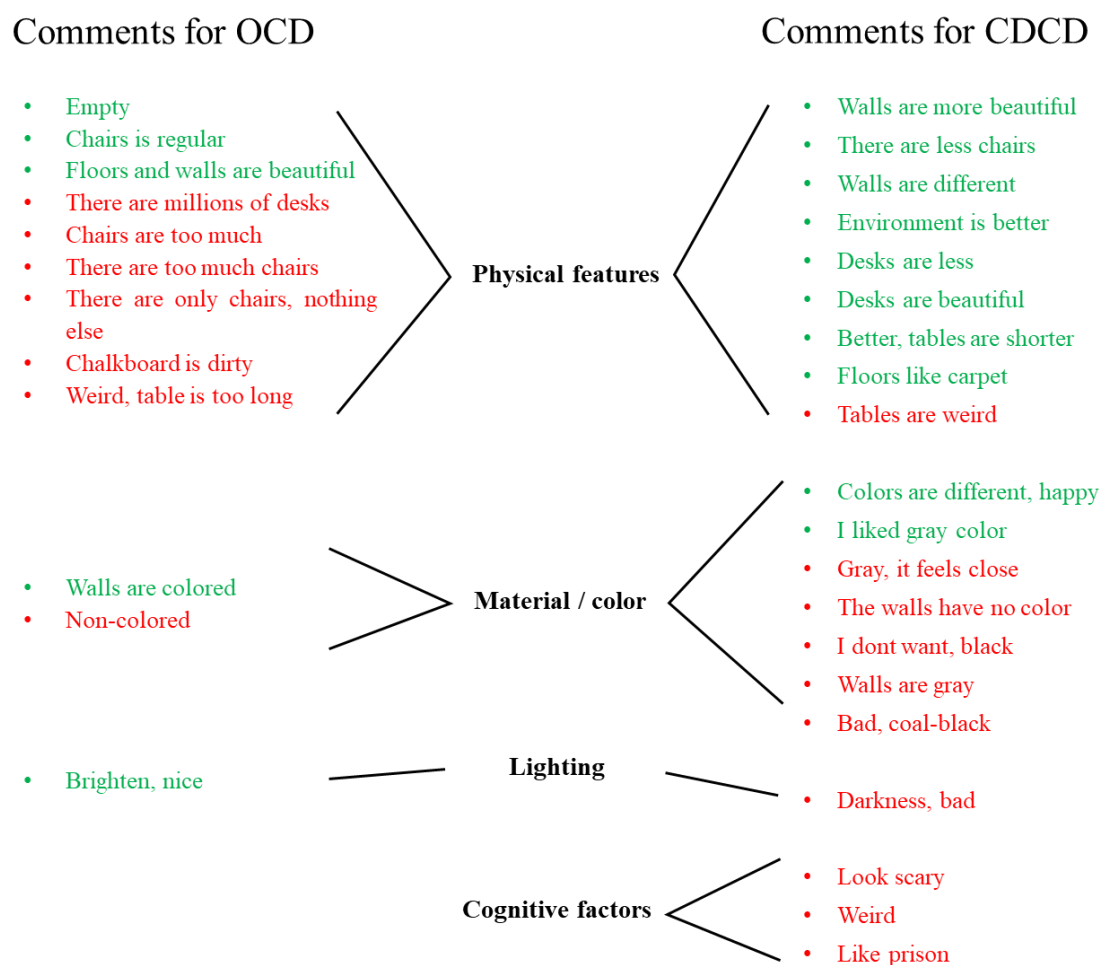 Comments for OCD
• Empty
• Chairs is regular
• Floors and walls are beautiful
• There are millions of desks
• Chairs are too much
• There are too much chairs
• There are only chairs, nothing
else
• Chalkboard is dirty
• Weird, table is too long
Physical features
Comments for CDCD
• Walls are more beautiful
• There are less chairs
• Walls are different
• Environment is better
• Desks are less
• Desks are beautiful
• Better, tables are shorter
• Floors like carpet
• Tables are weird
• Walls are colored
• Non-colored
Material / color
• Colors are different, happy
• I liked gray color
• Gray, it feels close
• The walls have no color
• I dont want, black
• Walls are gray
• Bad, coal-black
• Brighten, nice
Lighting
• Darkness, bad
Cognitive factors
• Look scary
• Weird
• Like prison